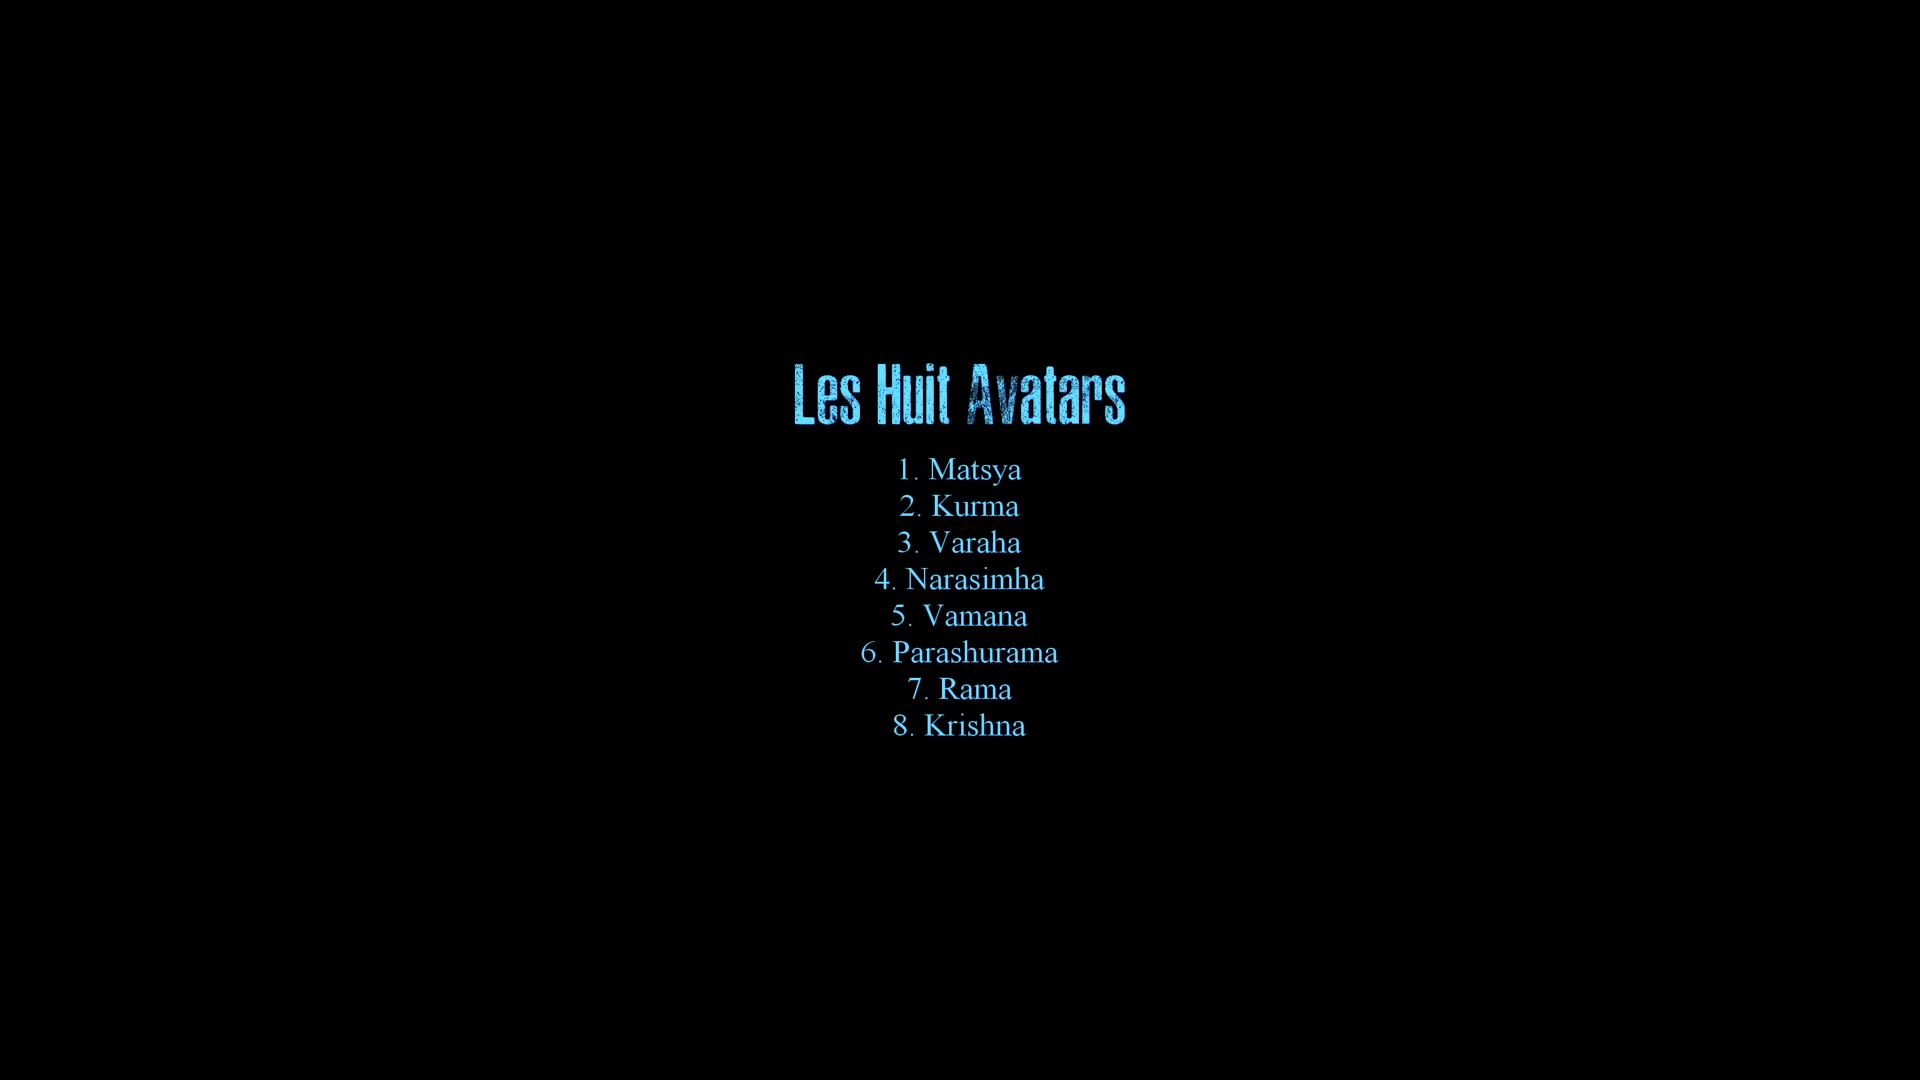 Les Huit Avatars
1. Matsya
2. Kurma
3. Varaha
4. Narasimha
5. Vamana
6. Parashurama
7. Rama
8. Krishna